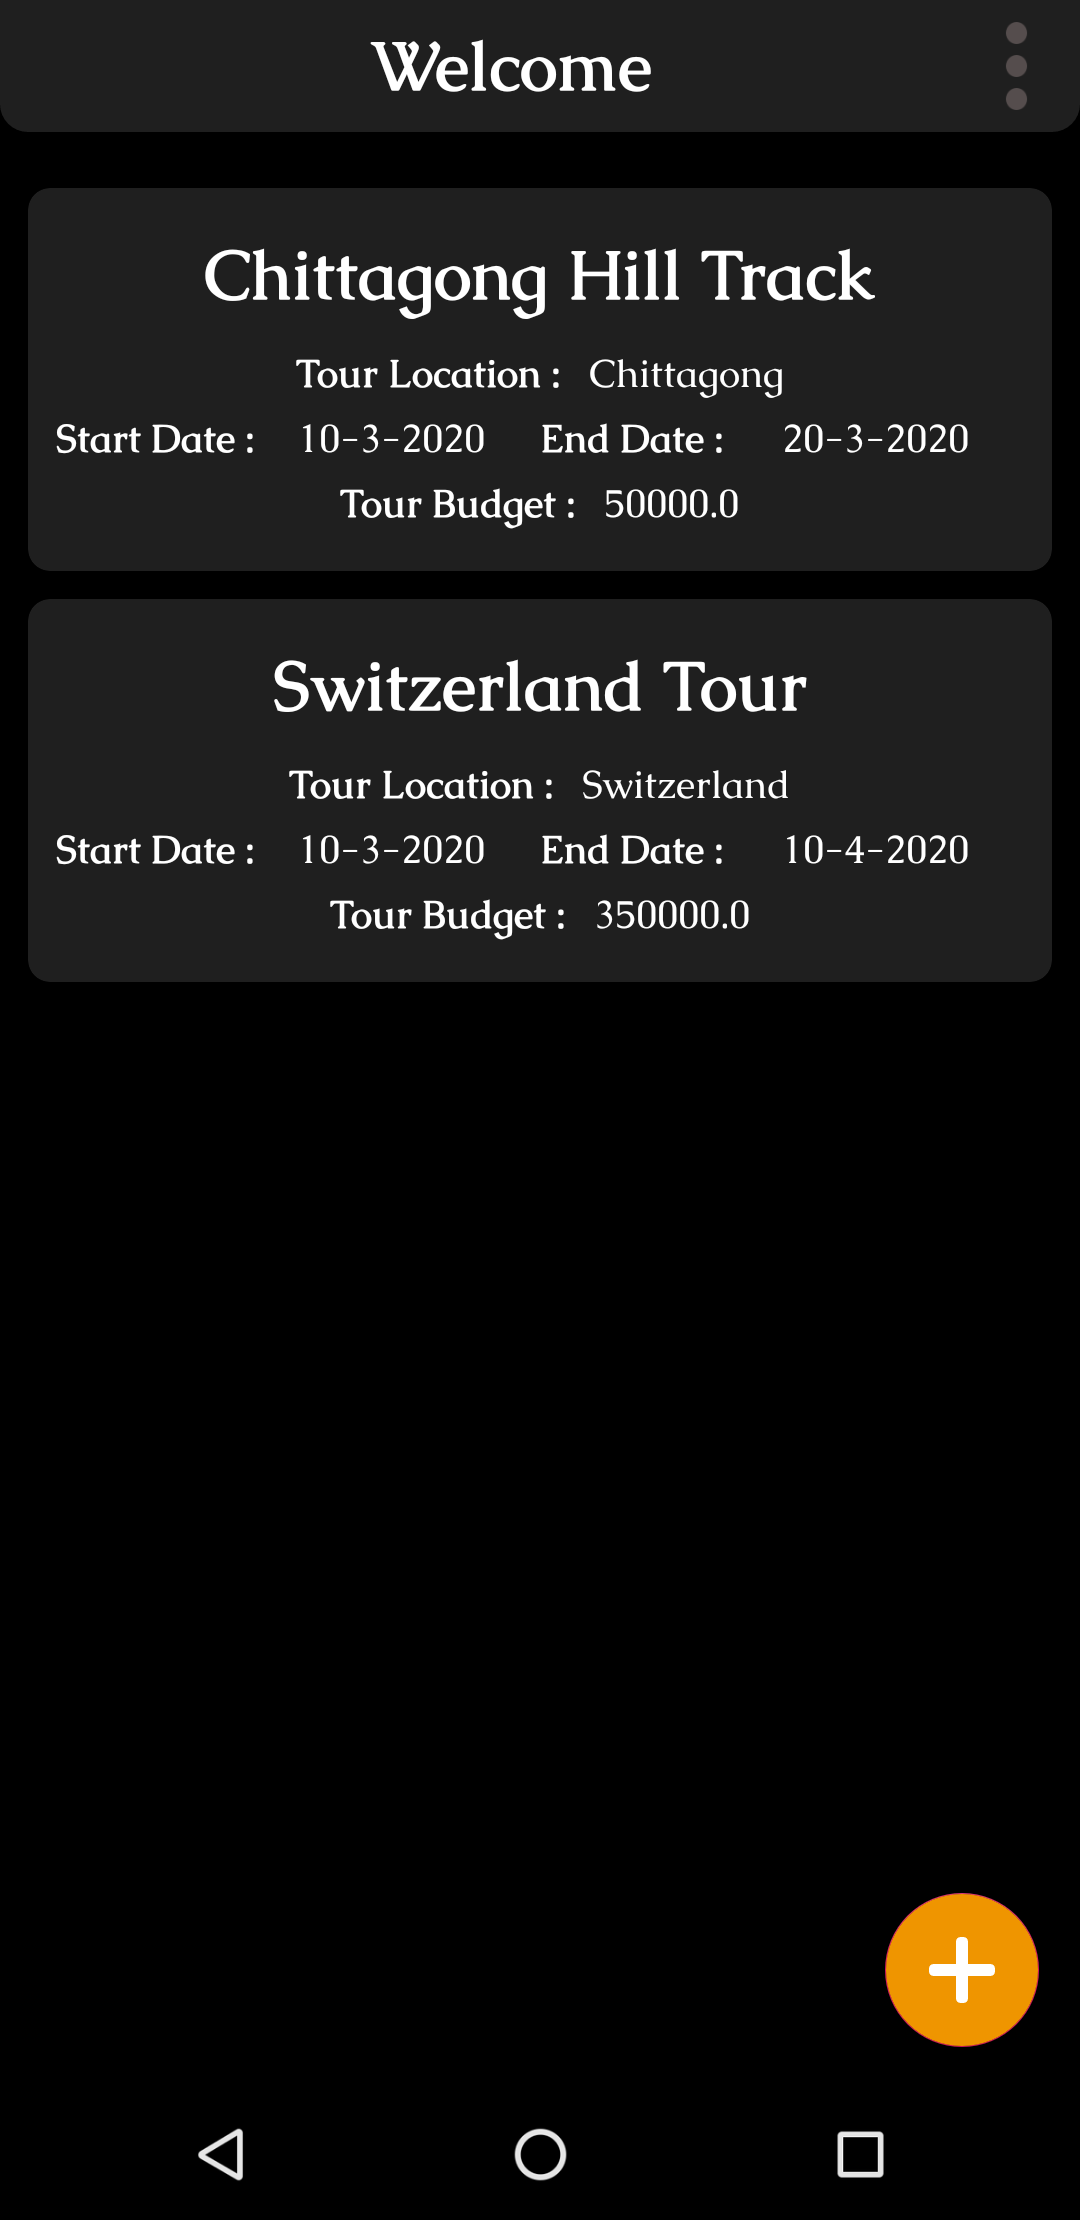 Welcome
Chittagong Hill Track
Tour Location : Chittagong
Start Date : 10-3-2020 End Date : 20-3-2020
Tour Budget : 50000.0
Switzerland Tour
Tour Location : Switzerland
Start Date : 10-3-2020 End Date : 10-4-2020
Tour Budget : 350000.0